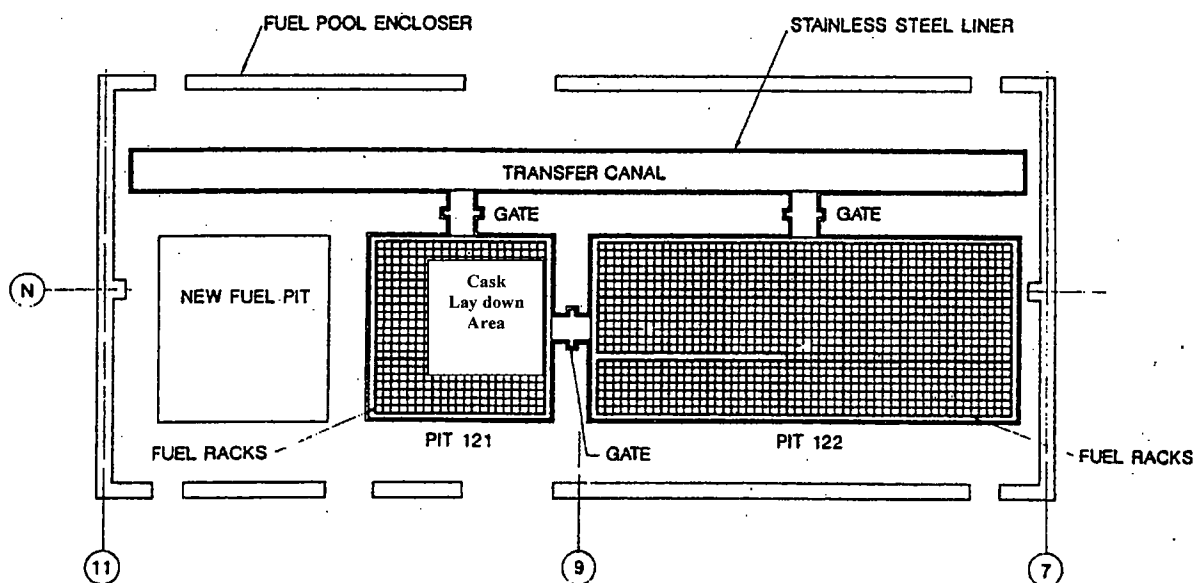 FUEL POOL ENCLOSER
STAINLESS STEEL LINER
TRANSFER CANAL
GATE
GATE
N
NEW FUEL PIT
Cask
Lay down
Area
FUEL RACKS
PIT 121
GATE
PIT 122
FUEL RACKS
11
9
7